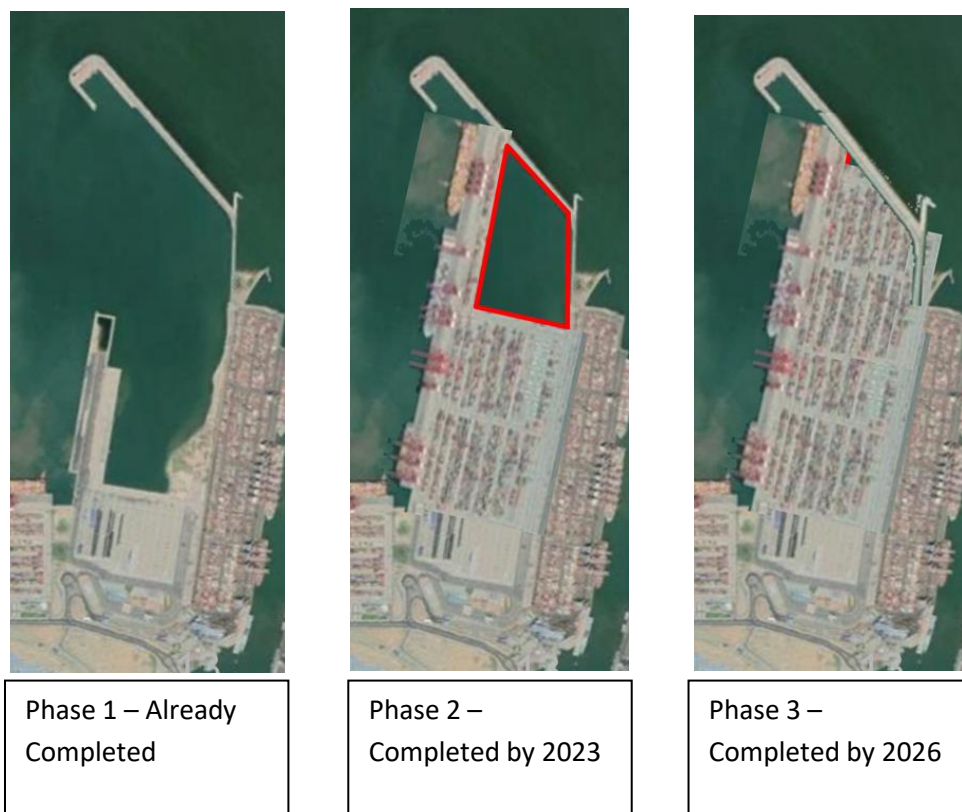 Phase 1 – Already
Completed
Phase 2 –
Completed by 2023
Phase 3 –
Completed by 2026